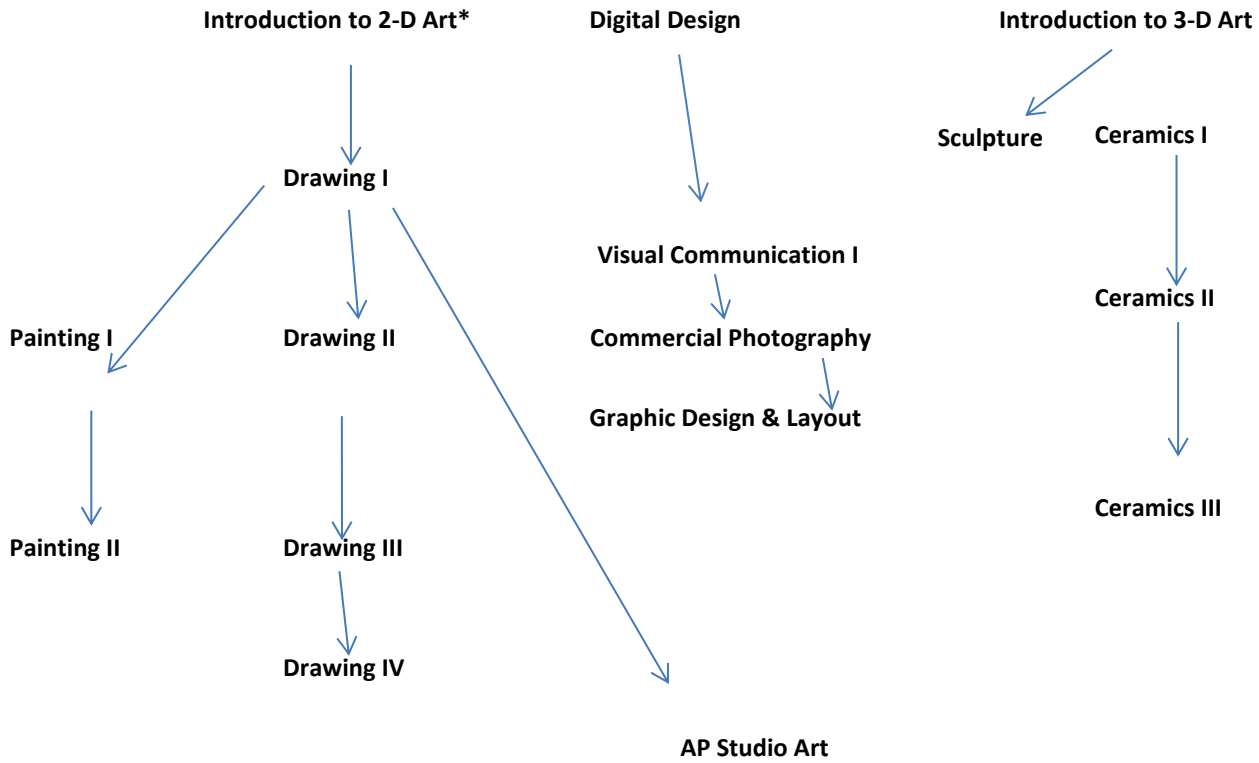 Introduction to 2-D Art*
Digital Design
Introduction to 3-D Art
Sculpture
Ceramics I
Drawing I
Visual Communication I
Ceramics II
Painting I
Drawing II
Commercial Photography
Graphic Design & Layout
Ceramics III
Painting II
Drawing III
Drawing IV
AP Studio Art